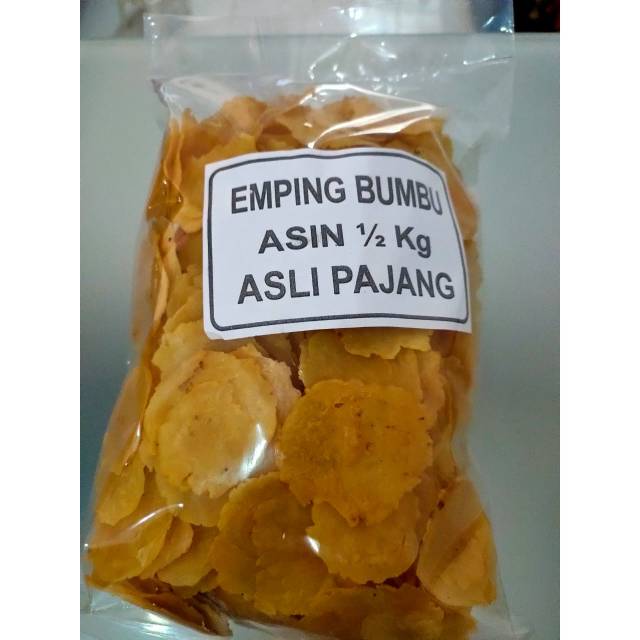 EMPING BUMBU
ASIN ½ Kg
ASLI PAJANG